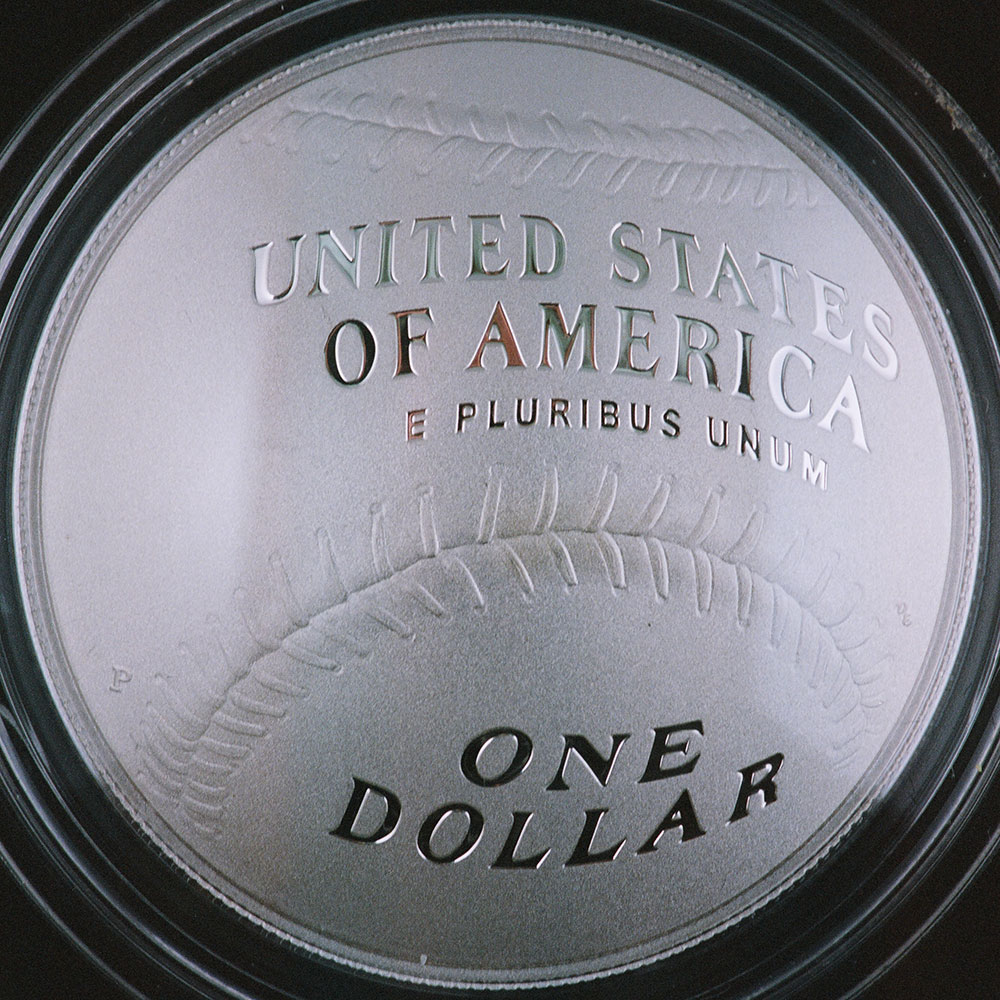 UNITED STATES
OF AMERICA
E PLURIBUS UNUM
P
ONE
DOLLAR